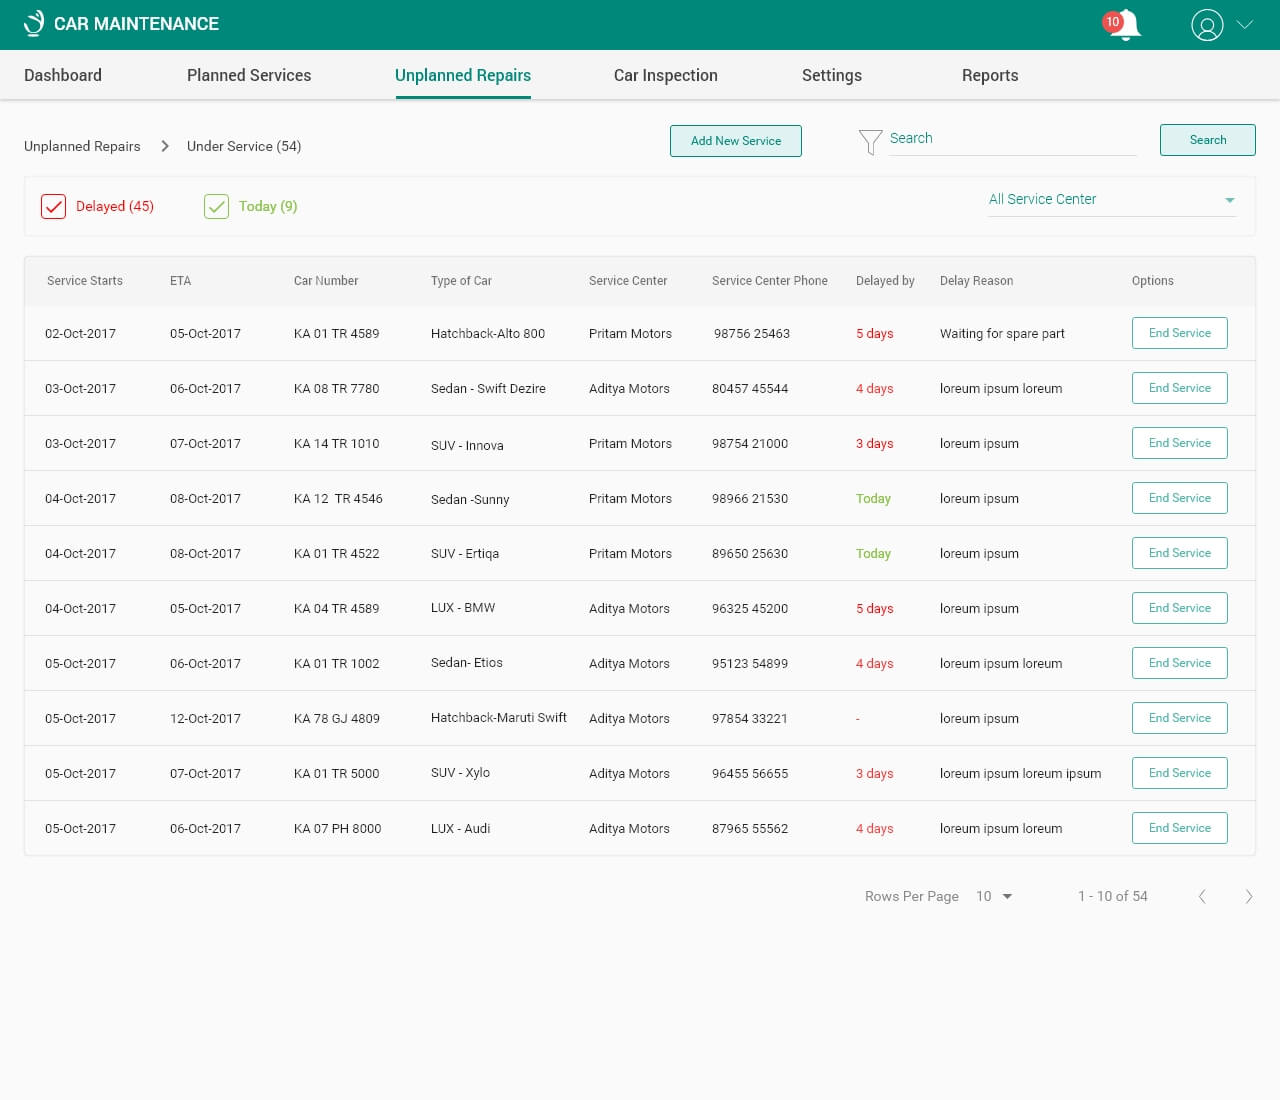 CAR MAINTENANCE
10
Dashboard Planned Services Unplanned Repairs Car Inspection Settings Reports
Unplanned Repairs Under Service (54) Add New Service Search Search
Delayed (45) Today (9) All Service Center
Service Starts ETA Car Number Type of Car Service Center Service Center Phone Delayed by Delay Reason Options
02-Oct-2017 05-Oct-2017 KA 01 TR 4589 Hatchback-Alto 800 Pritam Motors 98756 25463 5 days Waiting for spare part End Service
03-Oct-2017 06-Oct-2017 KA 08 TR 7780 Sedan - Swift Dezire Aditya Motors 80457 45544 4 days loreum ipsum loreum End Service
03-Oct-2017 07-Oct-2017 KA 14 TR 1010 SUV - Innova Pritam Motors 98754 21000 3 days loreum ipsum End Service
04-Oct-2017 08-Oct-2017 KA 12 TR 4546 Sedan -Sunny Pritam Motors 98966 21530 Today loreum ipsum End Service
04-Oct-2017 08-Oct-2017 KA 01 TR 4522 SUV - Ertiqa Pritam Motors 89650 25630 Today loreum ipsum End Service
04-Oct-2017 05-Oct-2017 KA 04 TR 4589 LUX - BMW Aditya Motors 96325 45200 5 days loreum ipsum End Service
05-Oct-2017 06-Oct-2017 KA 01 TR 1002 Sedan- Etios Aditya Motors 95123 54899 4 days loreum ipsum loreum End Service
05-Oct-2017 12-Oct-2017 KA 78 GJ 4809 Hatchback-Maruti Swift Aditya Motors 97854 33221 - loreum ipsum End Service
05-Oct-2017 07-Oct-2017 KA 01 TR 5000 SUV - Xylo Aditya Motors 96455 56655 3 days loreum ipsum loreum ipsum End Service
05-Oct-2017 06-Oct-2017 KA 07 PH 8000 LUX - Audi Aditya Motors 87965 55562 4 days loreum ipsum loreum End Service
Rows Per Page 10 1 - 10 of 54